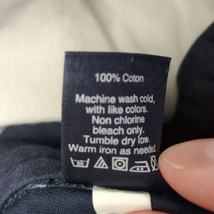 100% Coton
Machine wash cold,
with like colors.
Non chlorine
bleach only.
Tumble dry low.
Warm iron as needed.